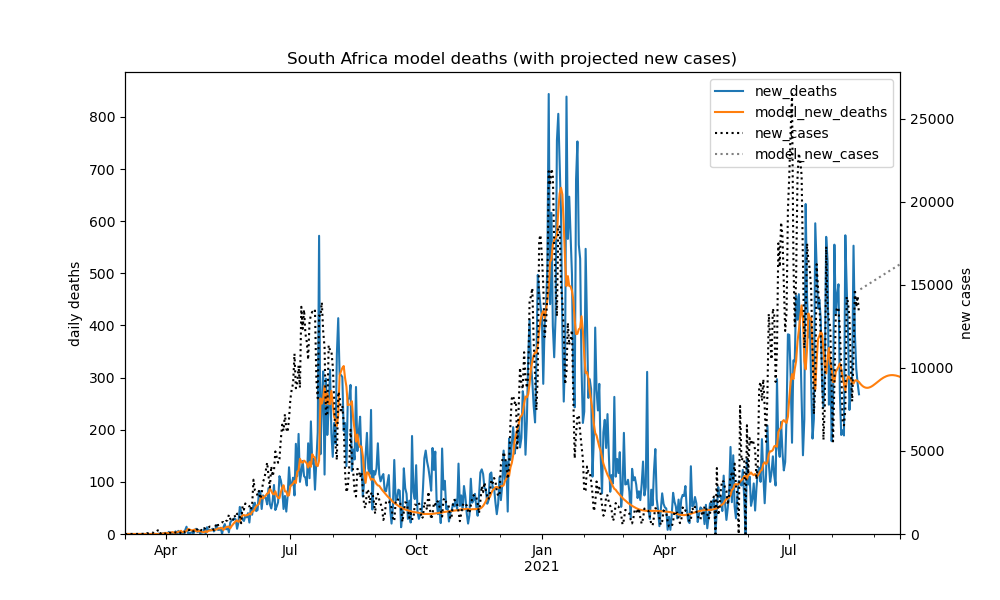 South Africa model deaths (with projected new cases)
new_deaths
model_new_deaths
new_cases
model_new_cases
daily deaths
new cases
800
700
600
500
400
300
200
100
0
25000
20000
15000
10000
5000
0
Apr
Jul
Oct
Jan
2021
Apr
Jul